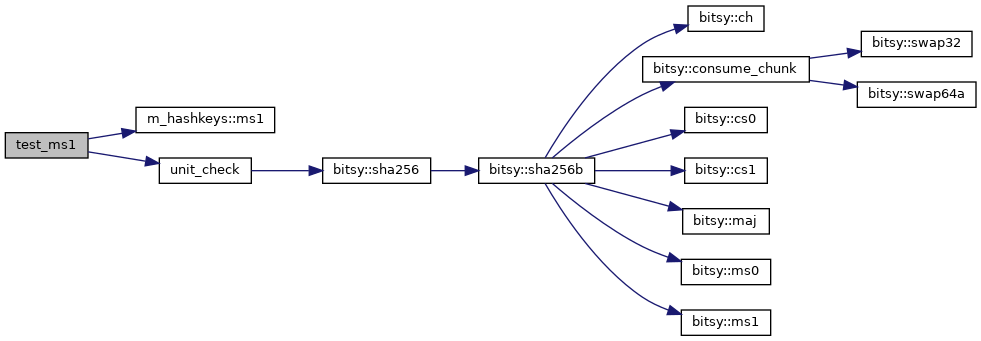 test_ms1
m_hashkeys::ms1
unit_check
bitsy::sha256
bitsy::sha256b
bitsy::ch
bitsy::consume_chunk
bitsy::swap32
bitsy::swap64a
bitsy::cs0
bitsy::cs1
bitsy::maj
bitsy::ms0
bitsy::ms1